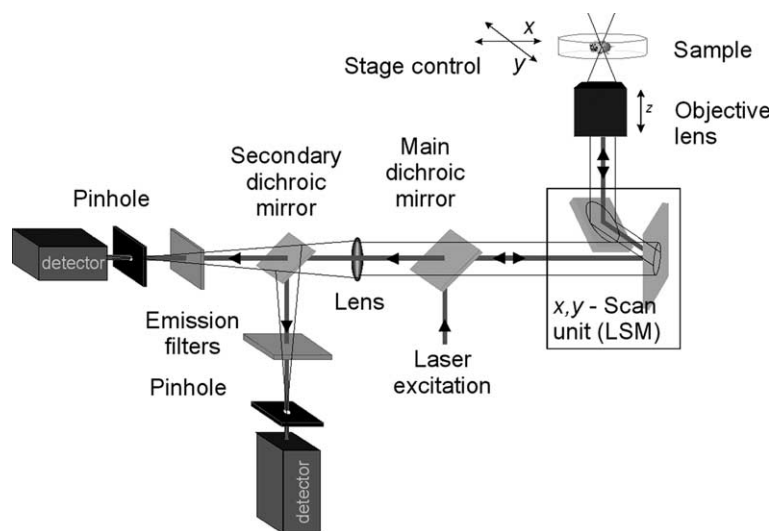 x
y
Stage control
Sample
z
Objective
lens
Main
dichroic
mirror
Secondary
dichroic
mirror
Pinhole
detector
Lens
x,y - Scan
unit (LSM)
Emission
filters
Laser
excitation
Pinhole
detector